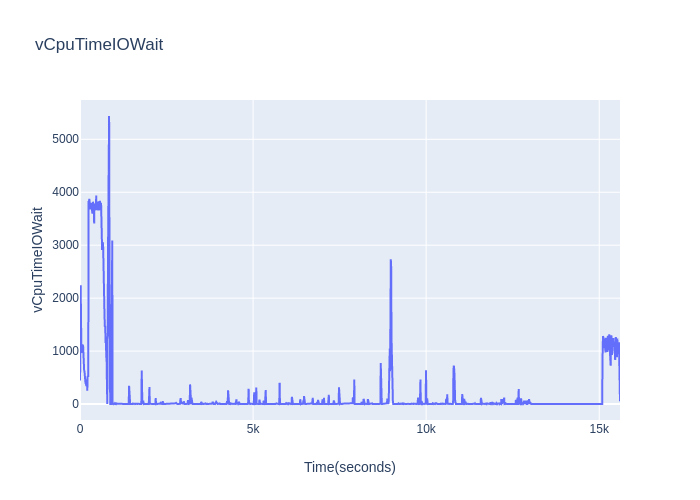 vCpuTimeIOWait
5000
4000
3000
2000
1000
0
vCpuTimeIOWait
0
5k
10k
15k
Time(seconds)